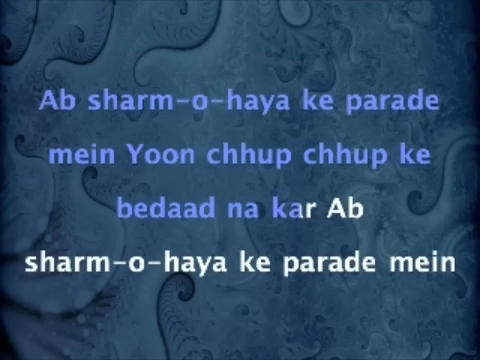 Ab sharm-o-haya ke parade
mein Yoon chhup chhup ke
bedaad na kar Ab
sharm-o-haya ke parade mein